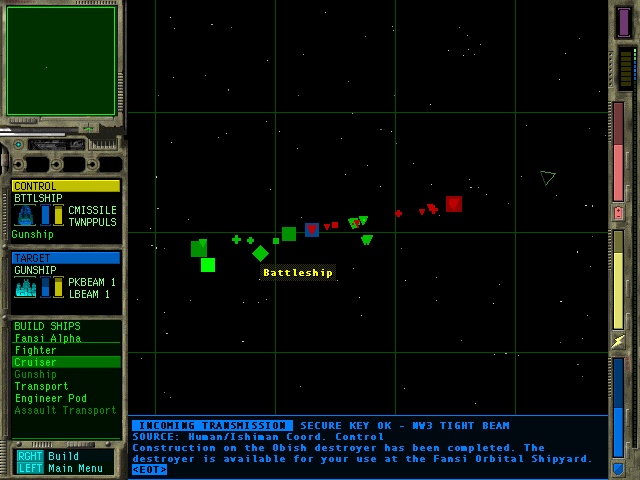 CONTROL
BTTLSHIP
CMISSILE
TWNPPULS
Gunship
TARGET
GUNSHIP
PKBEAM 1
LBEAM 1
BUILD SHIPS
Fansi Alpha
Fighter
Cruiser
Gunship
Transport
Engineer Pod
Assault Transport
RGHT Build
LEFT Main Menu
Battleship
INCOMING TRANSMISSION SECURE KEY OK - NW3 TIGHT BEAM
SOURCE: Human/Ishiman Coord. Control
Construction on the Obish destroyer has been completed. The
destroyer is available for your use at the Fansi Orbital Shipyard.
<EOT>